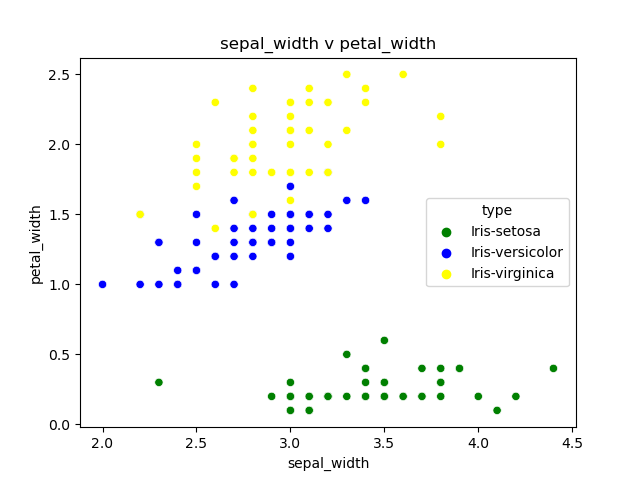 sepal_width v petal_width
2.5
2.0
1.5
1.0
0.5
0.0
petal_width
type
Iris-setosa
Iris-versicolor
Iris-virginica
2.0 2.5 3.0 3.5 4.0 4.5
sepal_width